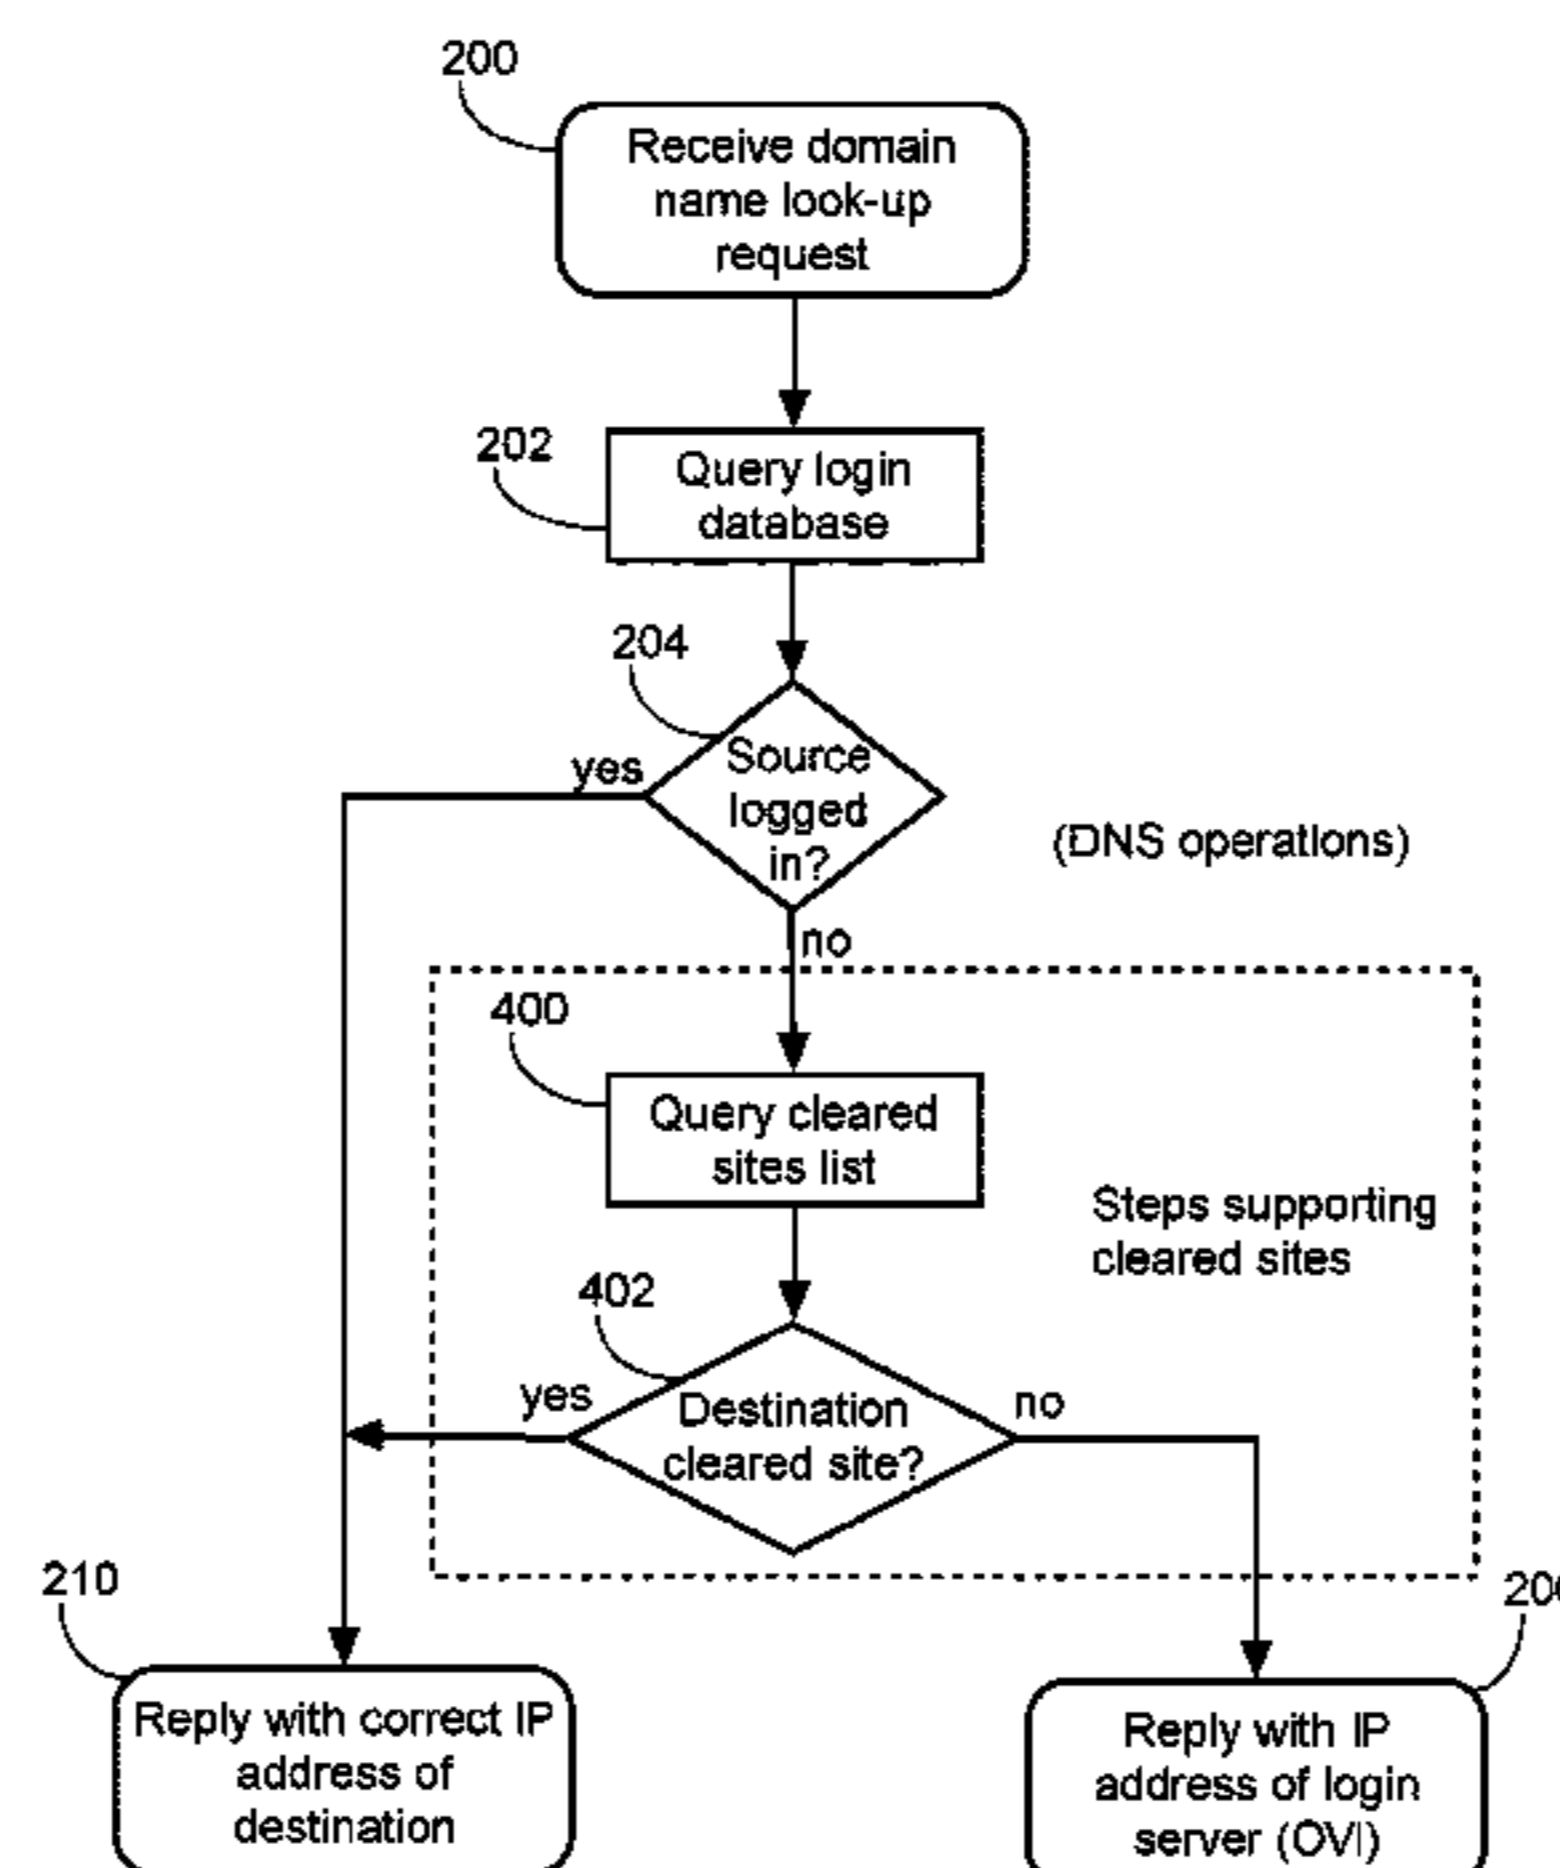 200
Receive domain
name look-up
request
202
Query login
database
204
yes
Source
logged
in?
(DNS operations)
no
400
Query cleared
sites list
Steps supporting
cleared sites
402
yes
Destination
cleared site?
no
210
Reply with correct IP
address of
destination
Reply with IP
address of login
server (OVI)